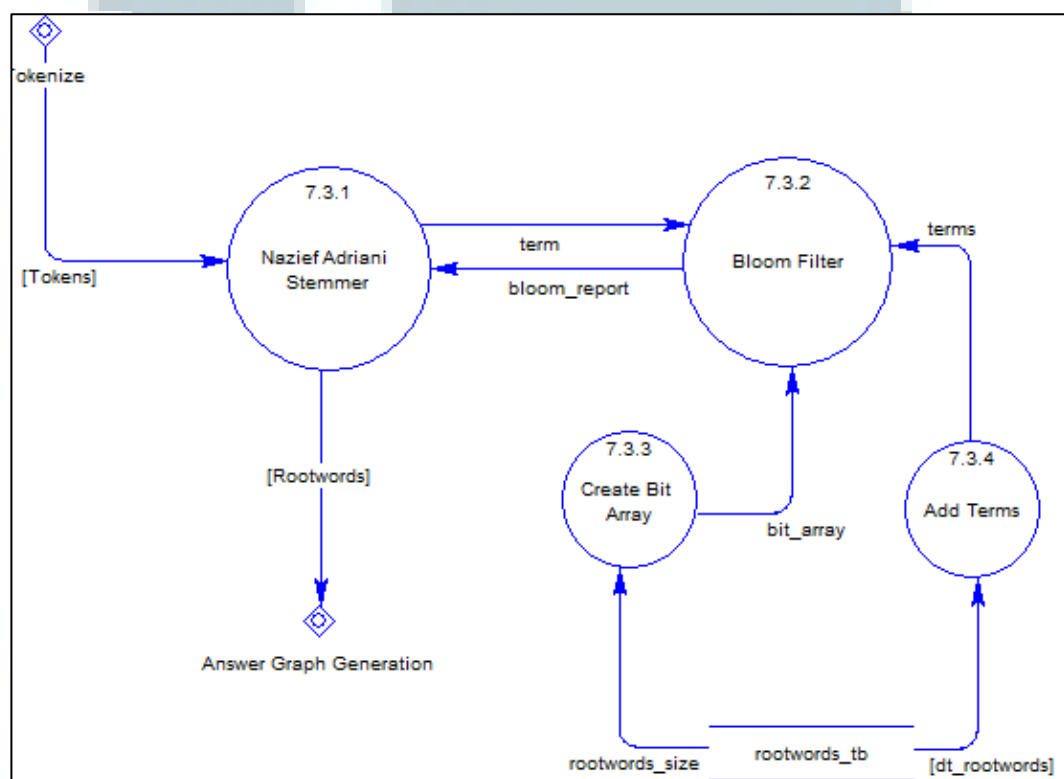 Tokenize
7.3.1
Nazief Adriani
Stemmer
[Tokens]
term
bloom_report
7.3.2
Bloom Filter
terms
[Rootwords]
7.3.3
Create Bit
Array
bit_array
7.3.4
Add Terms
Answer Graph Generation
rootwords_size
rootwords_tb
[dt_rootwords]